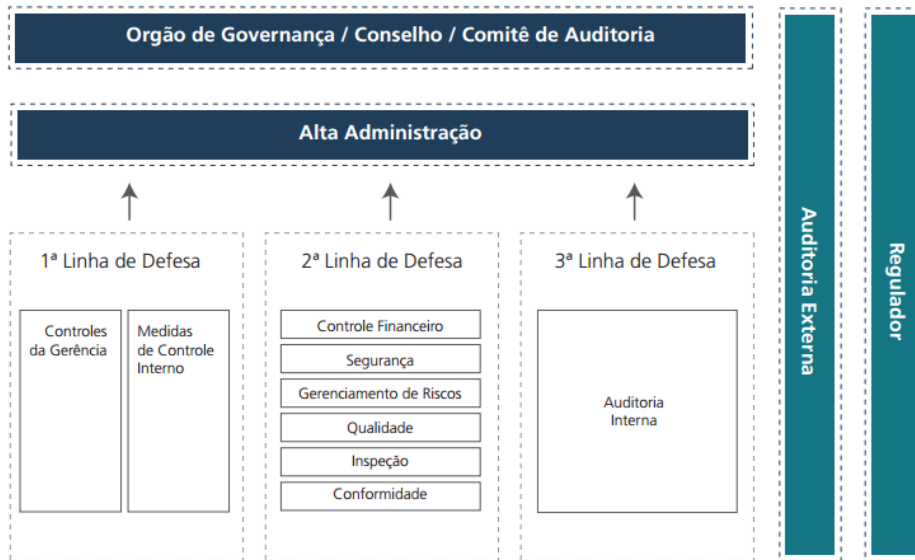 Orgão de Governança / Conselho / Comitê de Auditoria
Alta Administração
1ª Linha de Defesa
Controles
da Gerência
Medidas
de Controle
Interno
2ª Linha de Defesa
Controle Financeiro
Segurança
Gerenciamento de Riscos
Qualidade
Inspeção
Conformidade
3ª Linha de Defesa
Auditoria
Interna
Auditoria Externa
Regulador